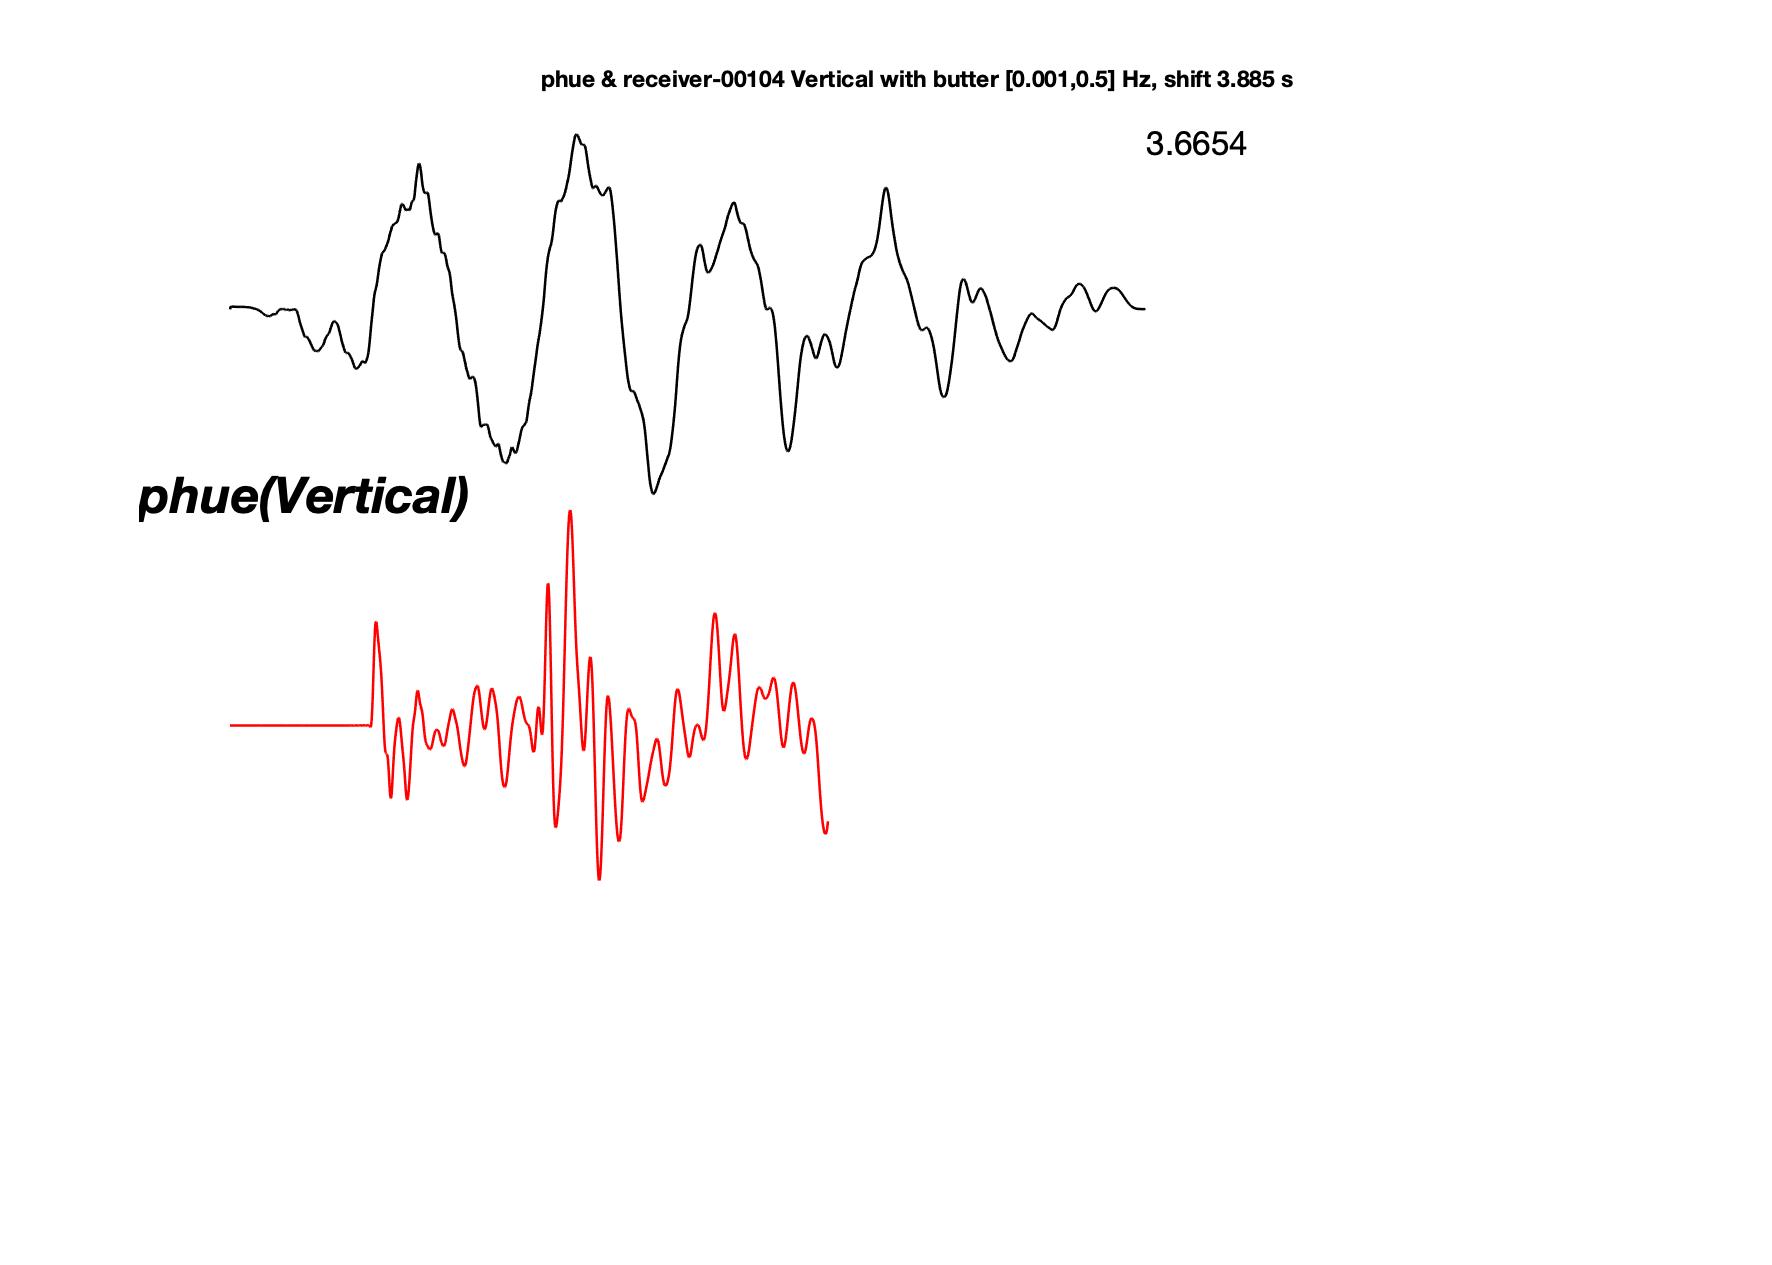 phue & receiver-00104 Vertical with butter [0.001,0.5] Hz, shift 3.885 s
3.6654
phue(Vertical)